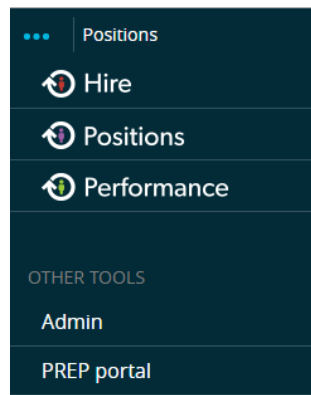 Positions
Hire
Positions
Performance
OTHER TOOLS
Admin
PREP portal